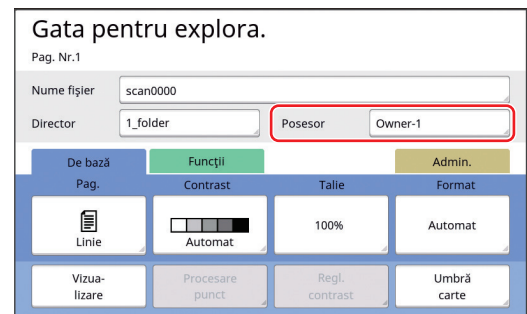 Gata pentru explora.
Pag. Nr.1
Nume fişier scan0000
Director 1_folder Posesor Owner-1
De bază Funcţii Admin.
Pag. Contrast Talie Format
Linie Automat 100% Automat
Vizua-
lizare
Procesare
punct
Regl.
contrast
Umbră
carte